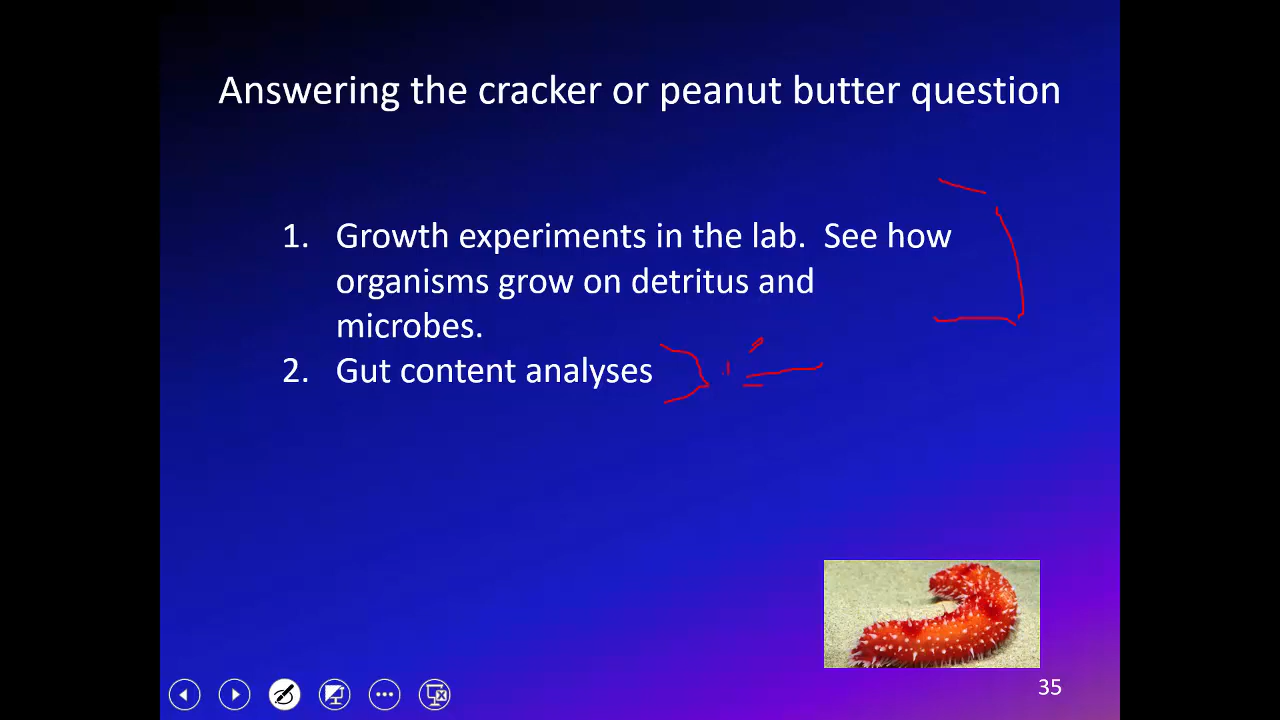 Answering the cracker or peanut butter question
1. Growth experiments in the lab. See how
organisms grow on detritus and
microbes.
2. Gut content analyses
35